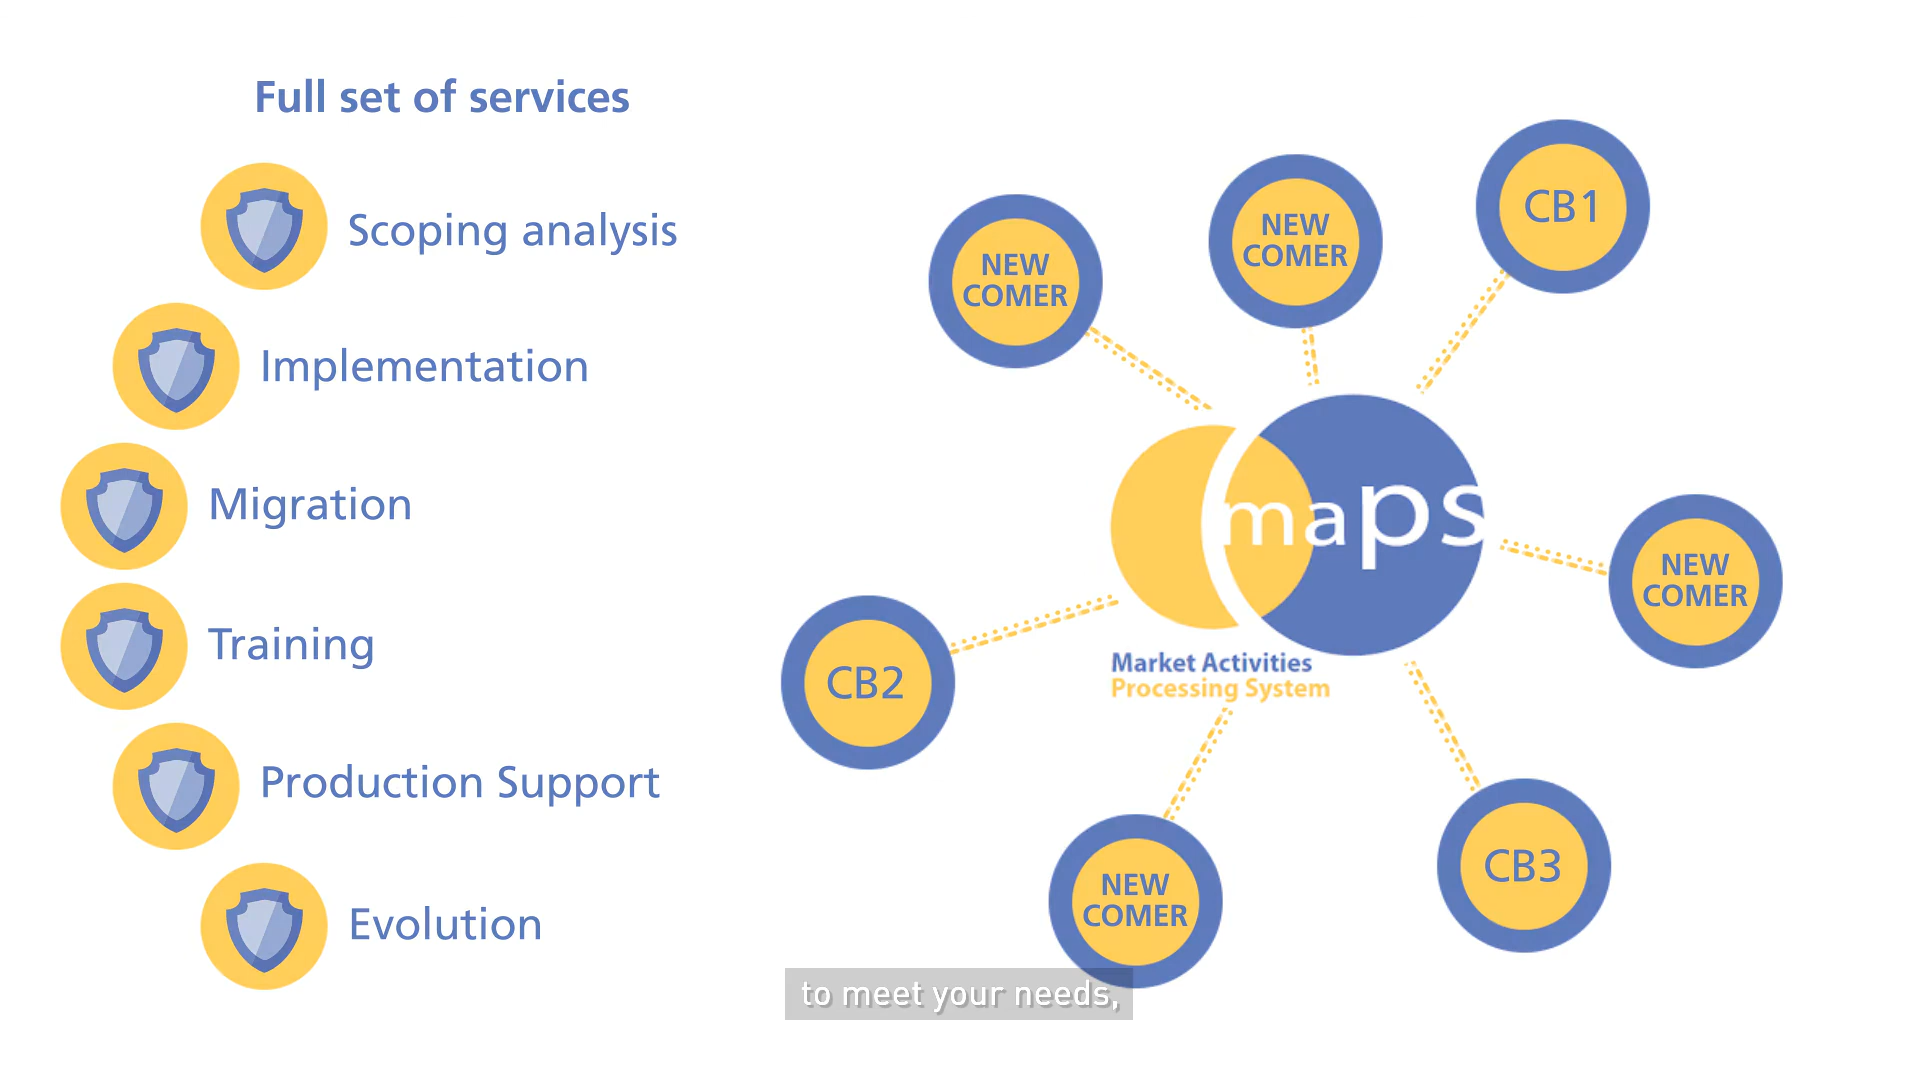 Full set of services
Scoping analysis
Implementation
Migration
Training
Production Support
Evolution
NEW
COMER
NEW
COMER
CB1
maps
Market Activities
Processing System
NEW
COMER
CB2
CB3
NEW
COMER
to meet your needs,